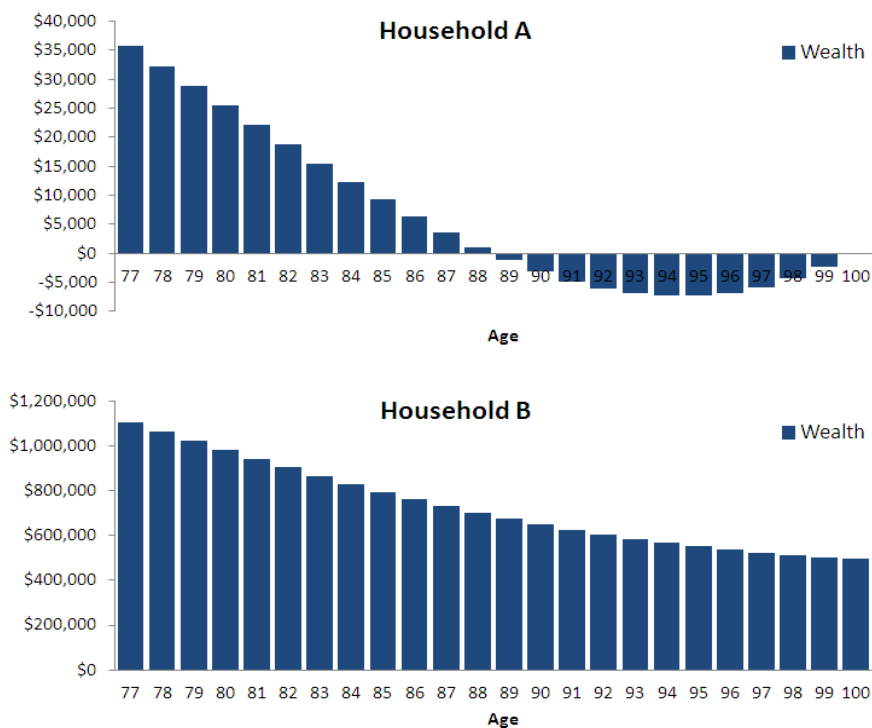 Household A
Wealth
$40,000
$35,000
$30,000
$25,000
$20,000
$15,000
$10,000
$5,000
$0
-$5,000
-$10,000
77 78 79 80 81 82 83 84 85 86 87 88 89 90 91 92 93 94 95 96 97 98 99 100
Age
Household B
Wealth
$1,200,000
$1,000,000
$800,000
$600,000
$400,000
$200,000
$0
77 78 79 80 81 82 83 84 85 86 87 88 89 90 91 92 93 94 95 96 97 98 99 100
Age